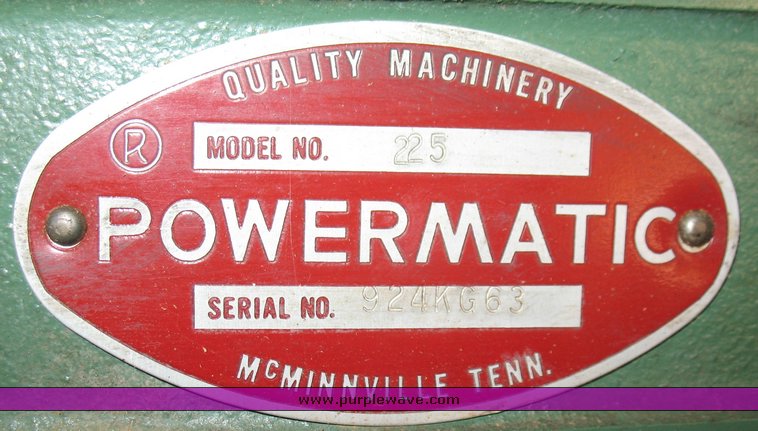 QUALITY MACHINERY
®
MODEL NO. 225
POWERMATIC
SERIAL NO. 924KG63
McMINNVILLE TENN.
www.purplewave.com